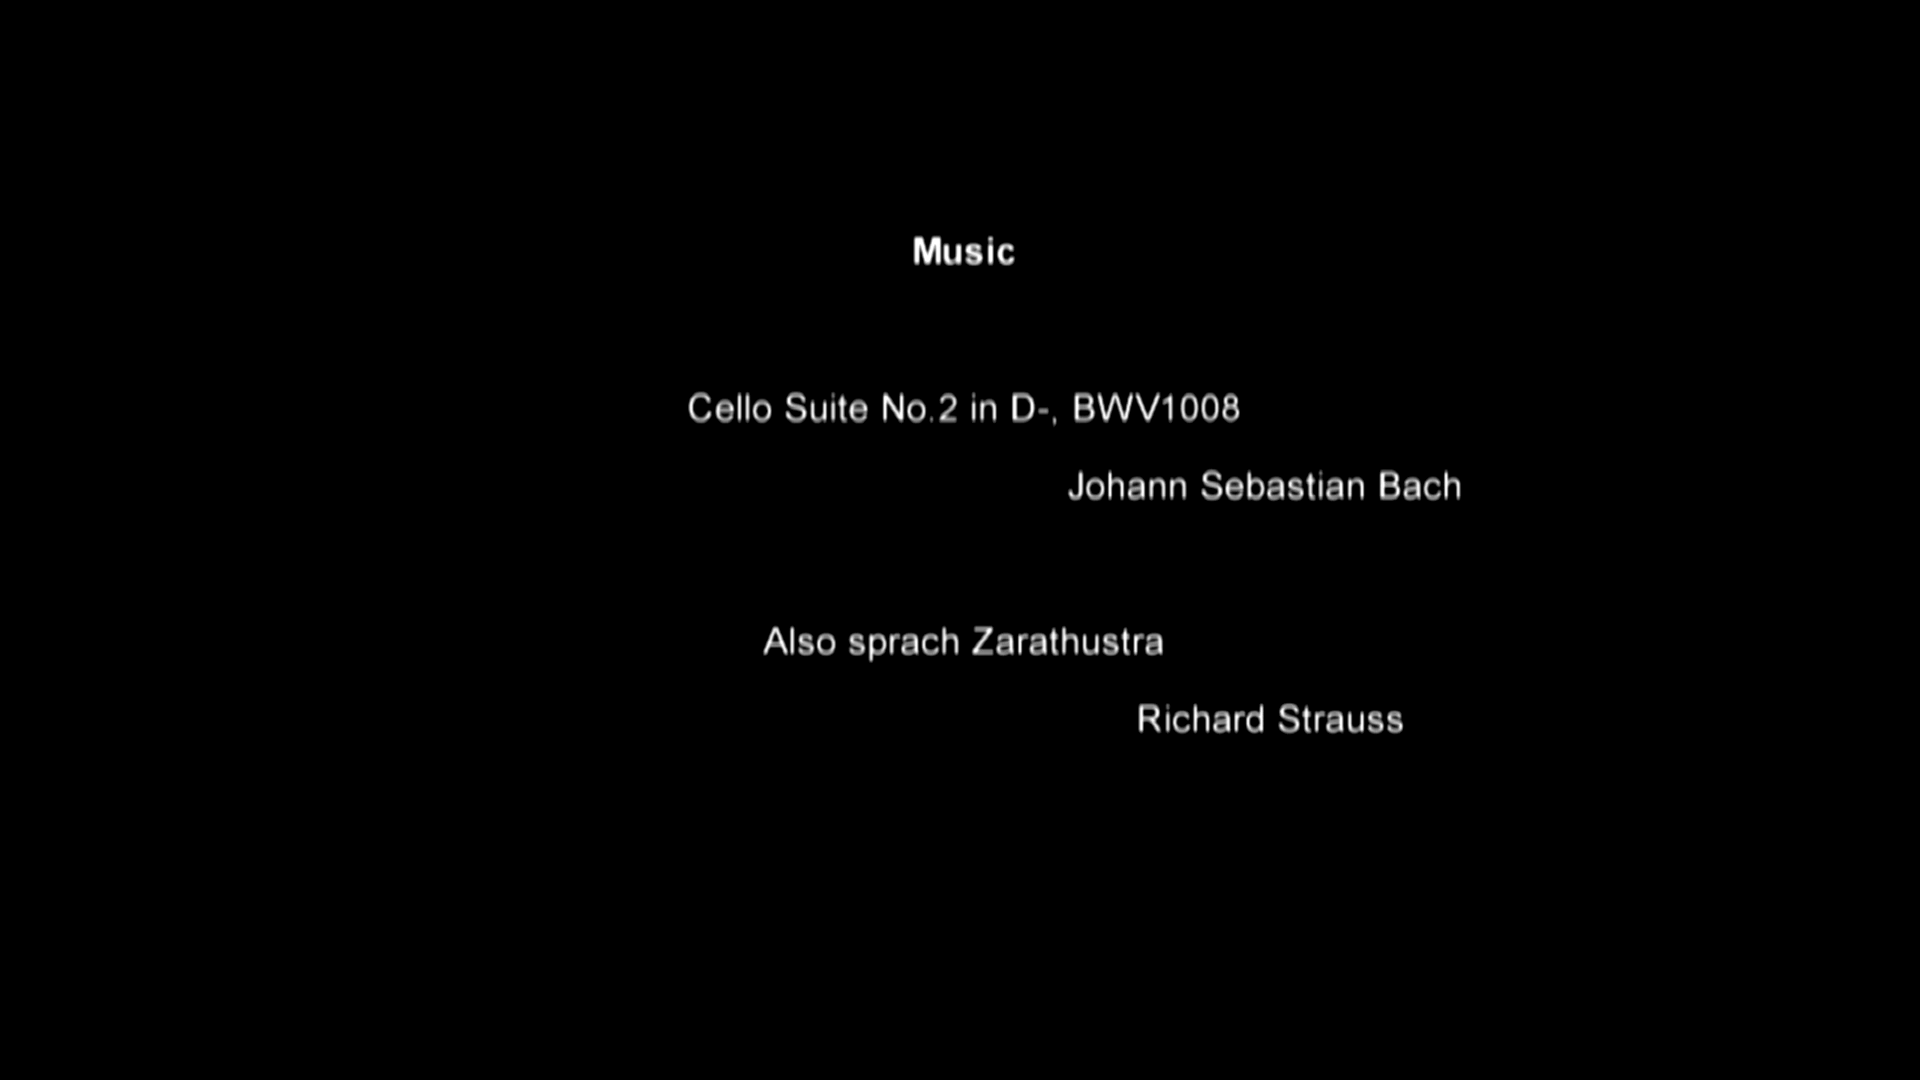 Music
Cello Suite No.2 in D-, BWV1008
Johann Sebastian Bach
Also sprach Zarathustra
Richard Strauss